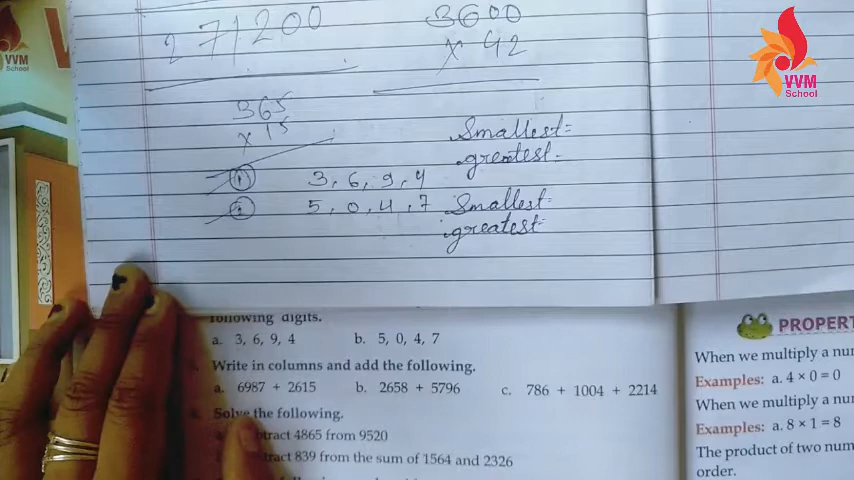 271200
3600
× 42
VVM
School
VVM
School
365
× 15
Smallest=
greatest-
① 3, 6, 9, 4
② 5, 0, 4, 7 Smallest=
greatest=
following digits.
a. 3, 6, 9, 4 b. 5, 0, 4, 7
Write in columns and add the following.
a. 6987 + 2615 b. 2658 + 5796 c. 786 + 1004 + 2214
Solve the following.
btract 4865 from 9520
tract 839 from the sum of 1564 and 2326
PROPERT
When we multiply a nu
Examples: a. 4 × 0 = 0
When we multiply a nu
Examples: a. 8 × 1 = 8
The product of two num
order.